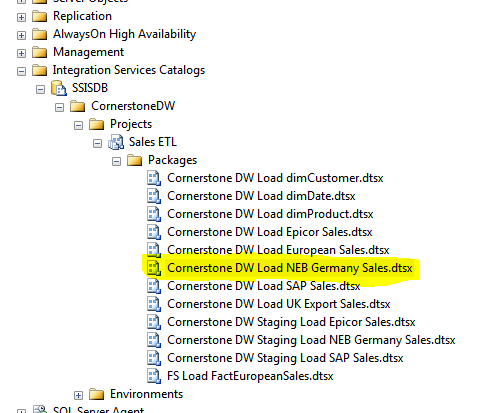 Server Objects
Replication
AlwaysOn High Availability
Management
Integration Services Catalogs
SSISDB
CornerstoneDW
Projects
Sales ETL
Packages
Cornerstone DW Load dimCustomer.dtsx
Cornerstone DW Load dimDate.dtsx
Cornerstone DW Load dimProduct.dtsx
Cornerstone DW Load Epicor Sales.dtsx
Cornerstone DW Load European Sales.dtsx
Cornerstone DW Load NEB Germany Sales.dtsx
Cornerstone DW Load SAP Sales.dtsx
Cornerstone DW Load UK Export Sales.dtsx
Cornerstone DW Staging Load Epicor Sales.dtsx
Cornerstone DW Staging Load NEB Germany Sales.dtsx
Cornerstone DW Staging Load SAP Sales.dtsx
FS Load FactEuropeanSales.dtsx
Environments
SQL Server Agent